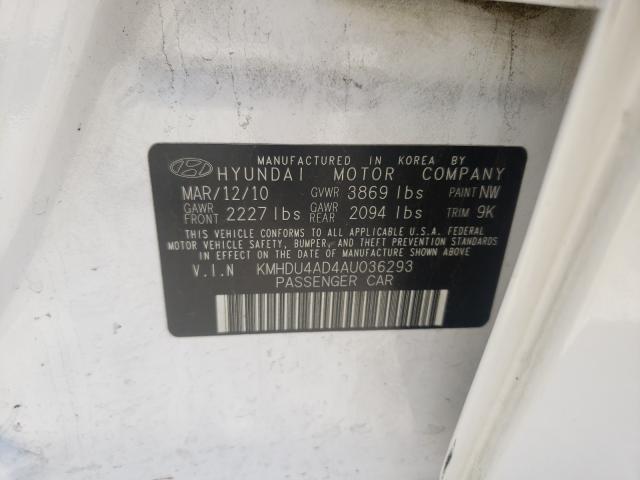 MANUFACTURED IN KOREA BY
HYUNDAI MOTOR COMPANY
MAR/12/10 GVWR 3869 lbs PAINT NW
GAWR FRONT 2227 lbs GAWR REAR 2094 lbs TRIM 9K
THIS VEHICLE CONFORMS TO ALL APPLICABLE U.S.A. FEDERAL
MOTOR VEHICLE SAFETY, BUMPER, AND THEFT PREVENTION STANDARDS
IN EFFECT ON THE DATE OF MANUFACTURE SHOWN ABOVE.
V.I.N KMHDU4AD4AU036293
PASSENGER CAR